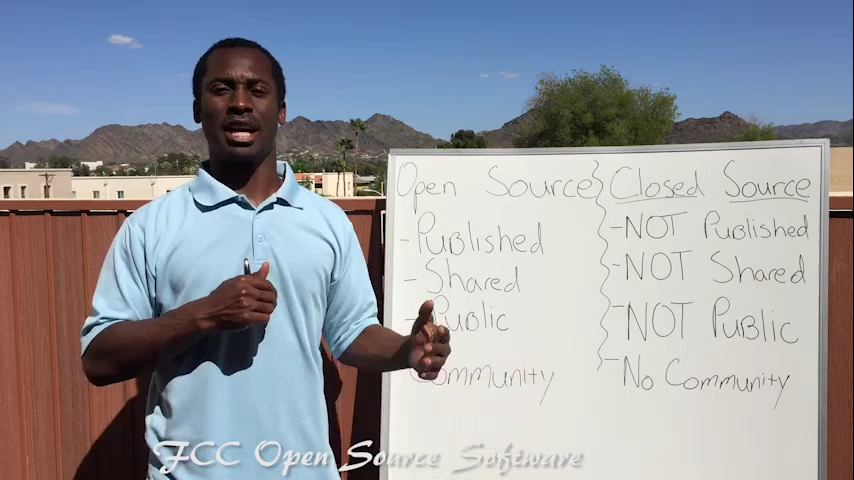 Open Source
- Published
- Shared
- Public
Community
Closed Source
- NOT Published
- NOT Shared
- NOT Public
- No Community
FCC Open Source Software